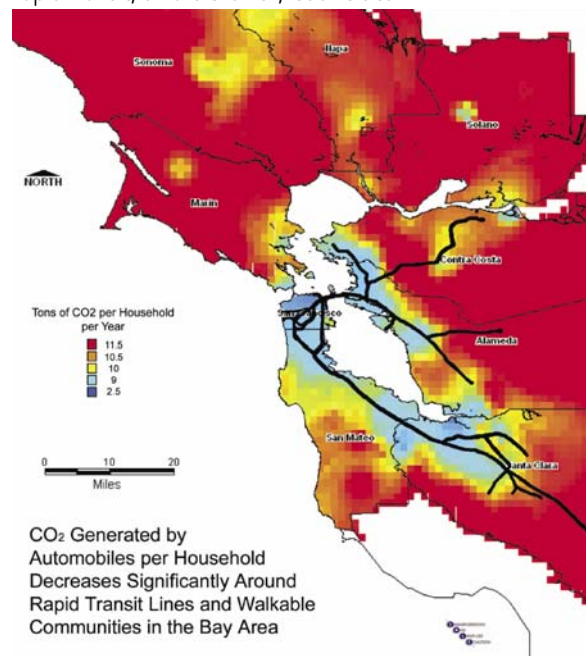 Sonoma
Napa
Solano
NORTH
Marin
Contra Costa
Tons of CO2 per Household
per Year
11.5
10.5
10
9
2.5
San Francisco
Alameda
San Mateo
Santa Clara
0 10 20
Miles
CO2 Generated by
Automobiles per Household
Decreases Significantly Around
Rapid Transit Lines and Walkable
Communities in the Bay Area